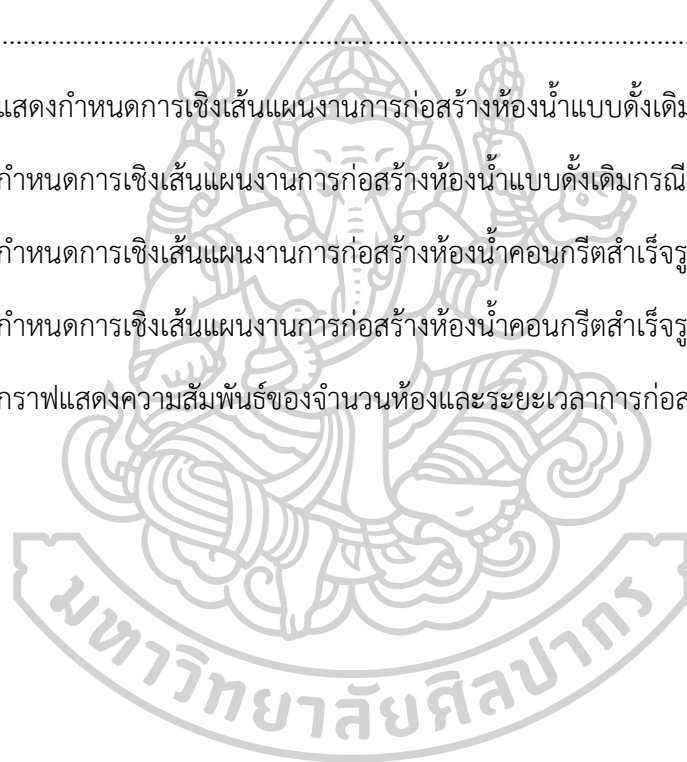 ................................................................................................
แสดงกำหนดการเชิงเส้นแผนงานการก่อสร้างห้องน้ำแบบดั้งเดิม
กำหนดการเชิงเส้นแผนงานการก่อสร้างห้องน้ำแบบดั้งเดิมกรณี
กำหนดการเชิงเส้นแผนงานการก่อสร้างห้องน้ำคอนกรีตสำเร็จรู
กำหนดการเชิงเส้นแผนงานการก่อสร้างห้องน้ำคอนกรีตสำเร็จรู
กราฟแสดงความสัมพันธ์ของจำนวนห้องและระยะเวลาการก่อส
มหาวิทยาลัยศิลปากร